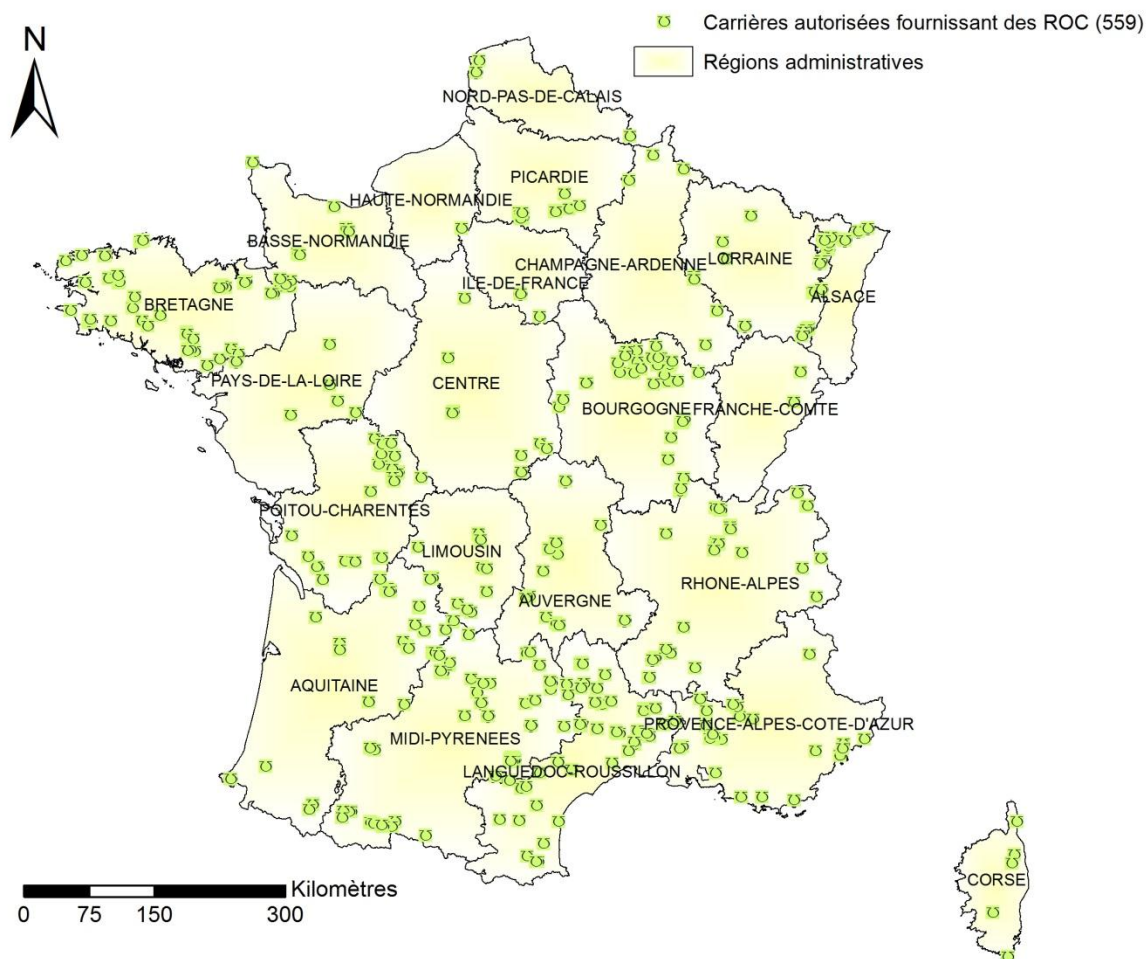 Carrières autorisées fournissant des ROC (559)
Régions administratives
N
NORD-PAS-DE-CALAIS
PICARDIE
HAUTE-NORMANDIE
BASSE-NORMANDIE
CHAMPAGNE-ARDENNE
LORRAINE
ILE-DE-FRANCE
ALSACE
BRETAGNE
PAYS-DE-LA-LOIRE
CENTRE
BOURGOGNE
FRANCHE-COMTE
POITOU-CHARENTES
LIMOUSIN
RHONE-ALPES
AUVERGNE
AQUITAINE
PROVENCE-ALPES-COTE-D'AZUR
MIDI-PYRENEES
LANGUEDOC-ROUSSILLON
CORSE
Kilomètres
0 75 150 300